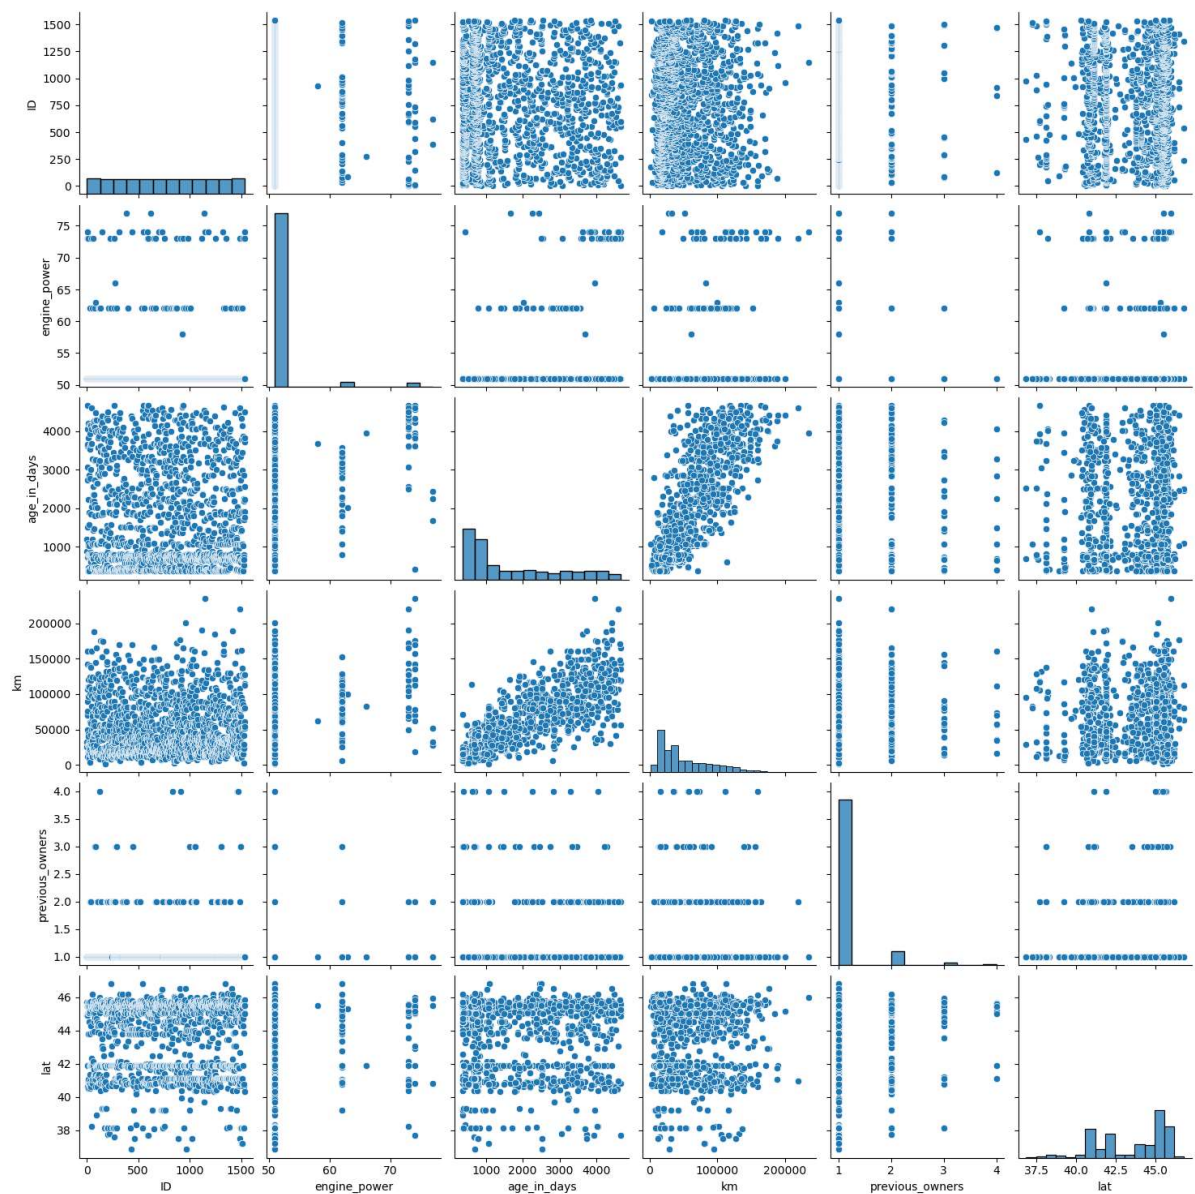 1500
1250
1000
750
500
250
0
ID
75
70
65
60
55
50
engine_power
4000
3000
2000
1000
age_in_days
200000
150000
100000
50000
0
km
4.0
3.5
3.0
2.5
2.0
1.5
1.0
previous_owners
46
44
42
40
38
lat
0 500 1000 1500
ID
50 60 70
engine_power
1000 2000 3000 4000
age_in_days
0 100000 200000
km
1 2 3 4
previous_owners
37.5 40.0 42.5 45.0
lat